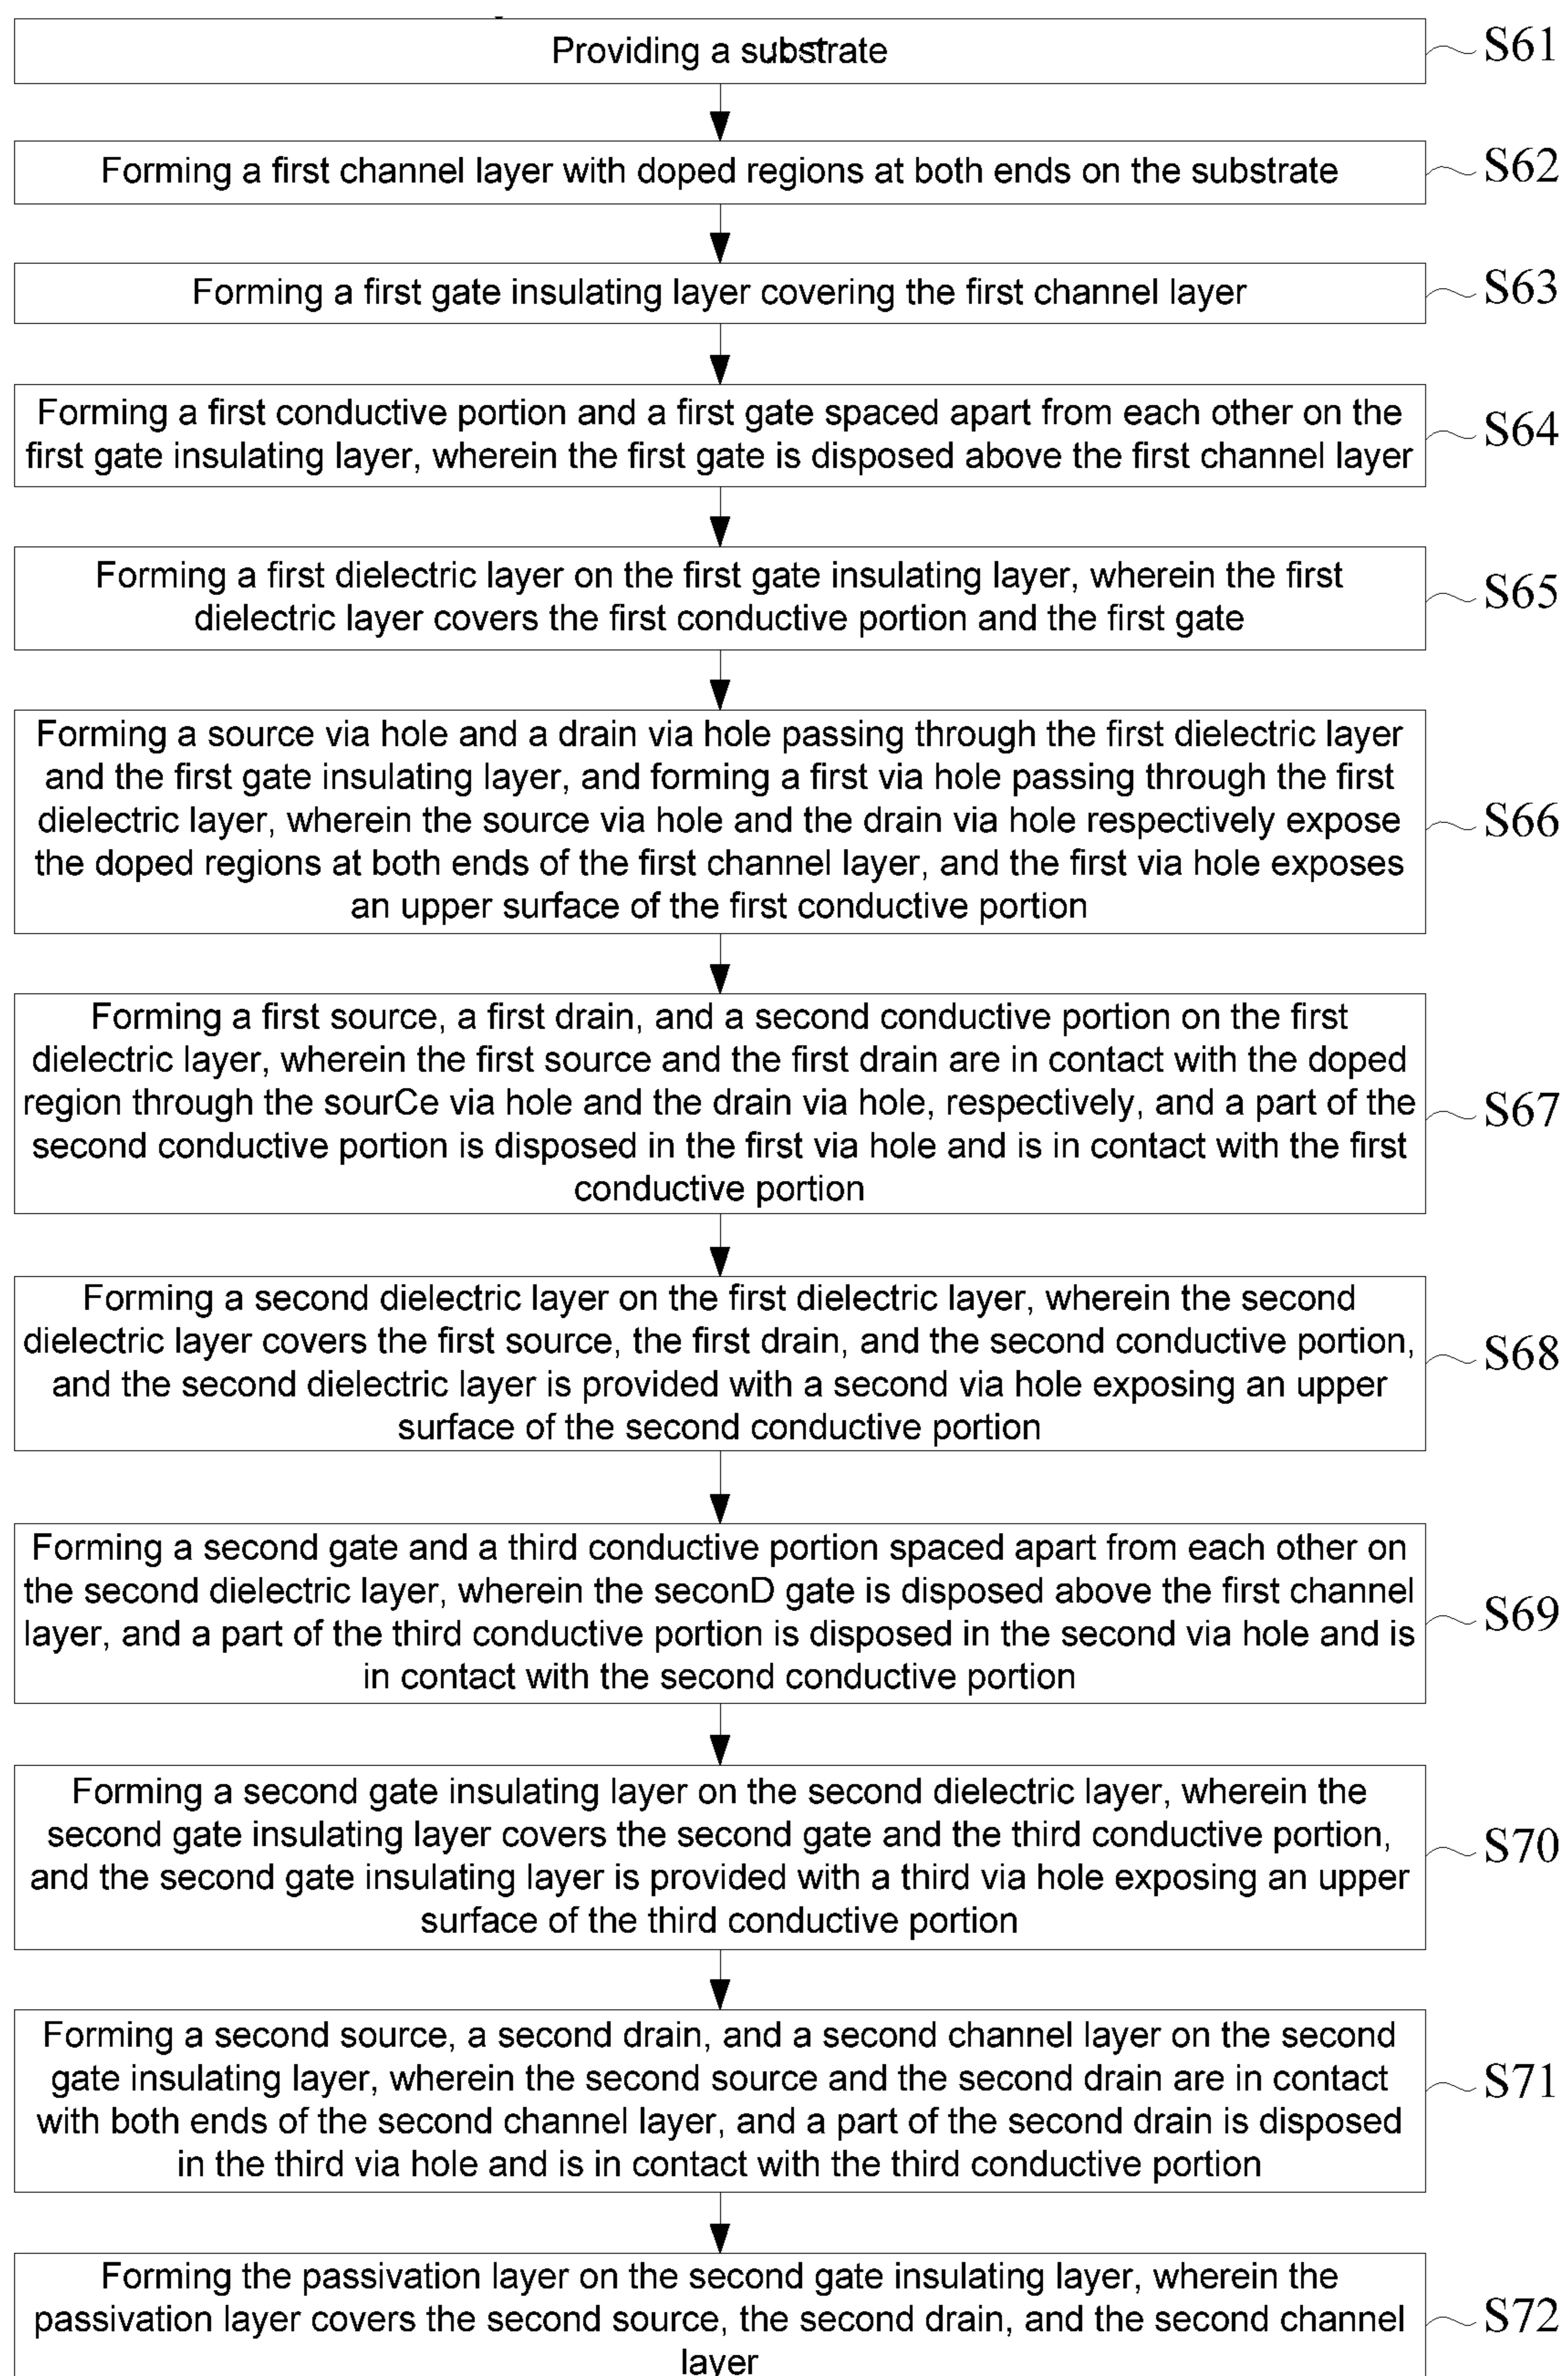 Providing a substrate
S61
Forming a first channel layer with doped regions at both ends on the substrate
S62
Forming a first gate insulating layer covering the first channel layer
S63
Forming a first conductive portion and a first gate spaced apart from each other on the
first gate insulating layer, wherein the first gate is disposed above the first channel layer
S64
Forming a first dielectric layer on the first gate insulating layer, wherein the first
dielectric layer covers the first conductive portion and the first gate
S65
Forming a source via hole and a drain via hole passing through the first dielectric layer
and the first gate insulating layer, and forming a first via hole passing through the first
dielectric layer, wherein the source via hole and the drain via hole respectively expose
the doped regions at both ends of the first channel layer, and the first via hole exposes
an upper surface of the first conductive portion
S66
Forming a first source, a first drain, and a second conductive portion on the first
dielectric layer, wherein the first source and the first drain are in contact with the doped
region through the sourCe via hole and the drain via hole, respectively, and a part of the
second conductive portion is disposed in the first via hole and is in contact with the first
conductive portion
S67
Forming a second dielectric layer on the first dielectric layer, wherein the second
dielectric layer covers the first source, the first drain, and the second conductive portion,
and the second dielectric layer is provided with a second via hole exposing an upper
surface of the second conductive portion
S68
Forming a second gate and a third conductive portion spaced apart from each other on
the second dielectric layer, wherein the seconD gate is disposed above the first channel
layer, and a part of the third conductive portion is disposed in the second via hole and is
in contact with the second conductive portion
S69
Forming a second gate insulating layer on the second dielectric layer, wherein the
second gate insulating layer covers the second gate and the third conductive portion,
and the second gate insulating layer is provided with a third via hole exposing an upper
surface of the third conductive portion
S70
Forming a second source, a second drain, and a second channel layer on the second
gate insulating layer, wherein the second source and the second drain are in contact
with both ends of the second channel layer, and a part of the second drain is disposed
in the third via hole and is in contact with the third conductive portion
S71
Forming the passivation layer on the second gate insulating layer, wherein the
passivation layer covers the second source, the second drain, and the second channel
layer
S72